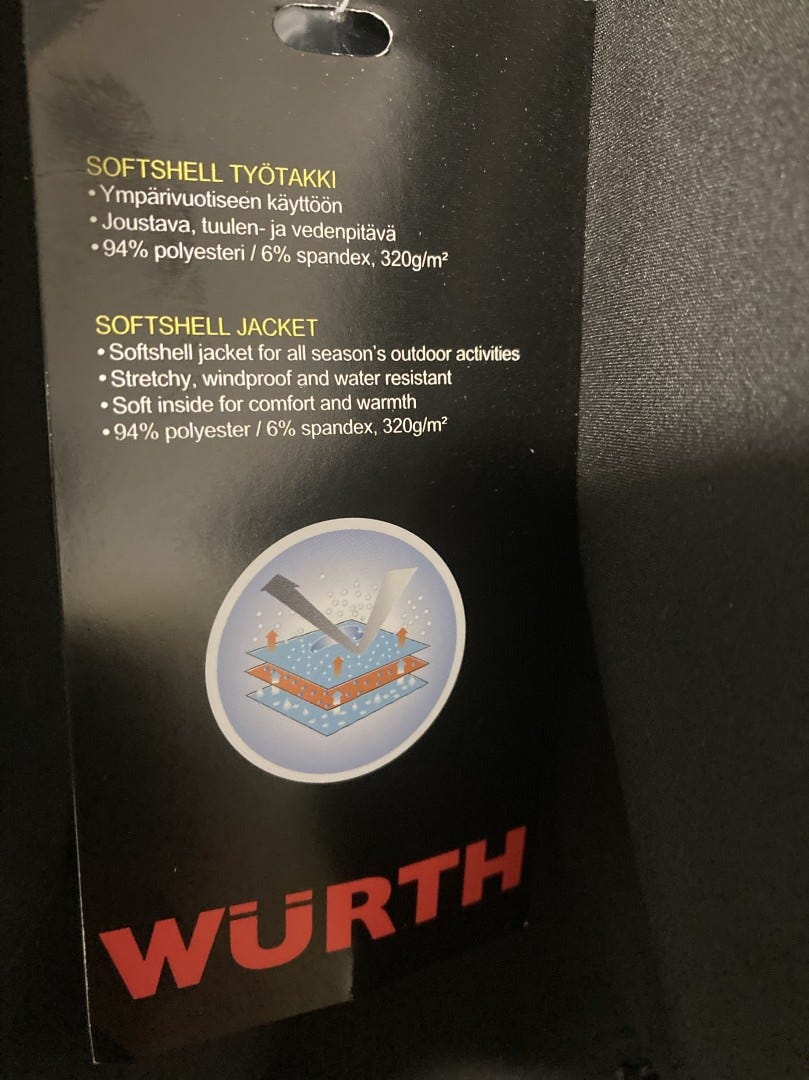 SOFTSHELL TYÖTAKKI
• Ympärivuotiseen käyttöön
• Joustava, tuulen- ja vedenpitävä
• 94% polyesteri / 6% spandex, 320g/m²
SOFTSHELL JACKET
• Softshell jacket for all season's outdoor activities
• Stretchy, windproof and water resistant
• Soft inside for comfort and warmth
• 94% polyester / 6% spandex, 320g/m²
WÜRTH